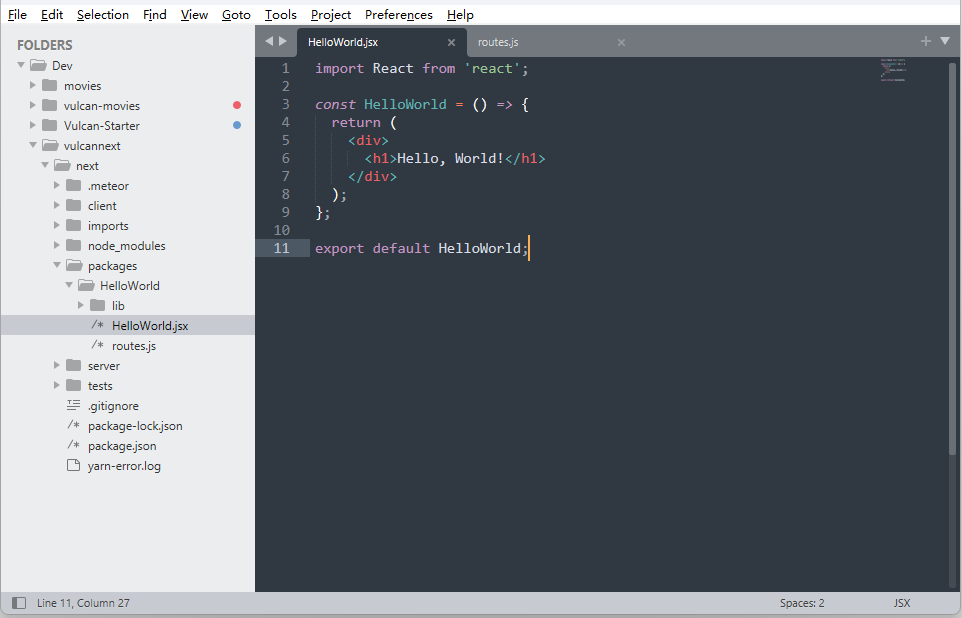 File Edit Selection Find View Goto Tools Project Preferences Help
FOLDERS
Dev
movies
vulcan-movies
Vulcan-Starter
vulcannext
next
.meteor
client
imports
node_modules
packages
HelloWorld
lib
/* HelloWorld.jsx
/* routes.js
server
tests
.gitignore
/* package-lock.json
/* package.json
yarn-error.log
HelloWorld.jsx × routes.js ×
1 import React from 'react';
2
3 const HelloWorld = () => {
4 return (
5 <div>
6 <h1>Hello, World!</h1>
7 </div>
8 );
9 };
10
11 export default HelloWorld;
Line 11, Column 27 Spaces: 2 JSX